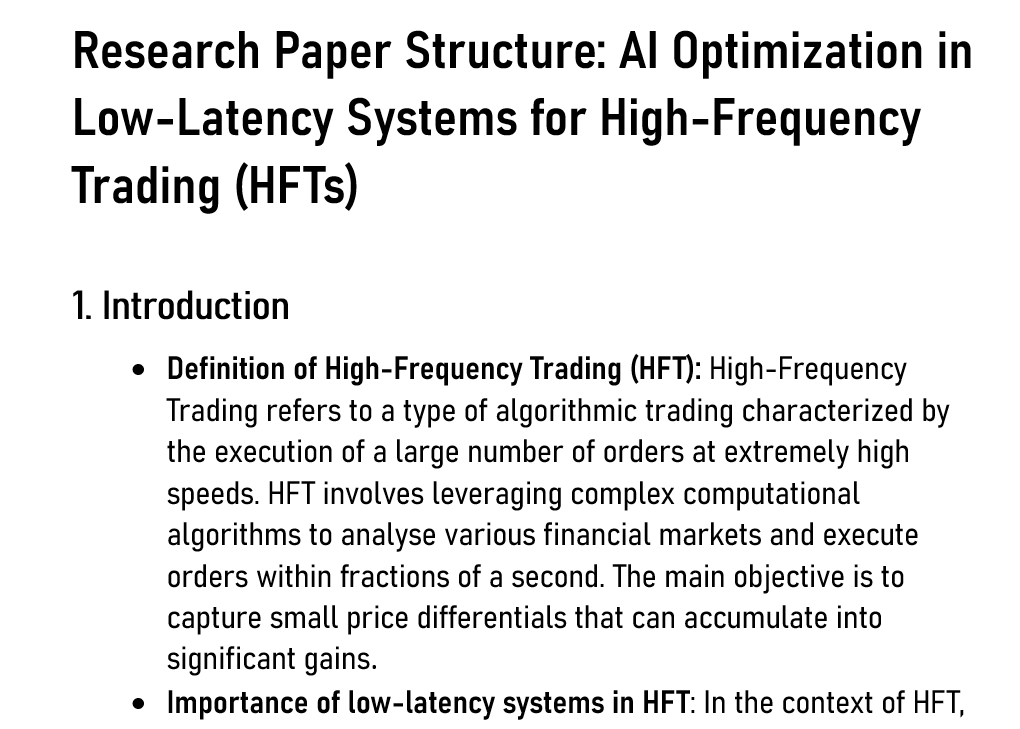 Research Paper Structure: AI Optimization in
Low-Latency Systems for High-Frequency
Trading (HFTs)
1. Introduction
• Definition of High-Frequency Trading (HFT): High-Frequency
Trading refers to a type of algorithmic trading characterized by
the execution of a large number of orders at extremely high
speeds. HFT involves leveraging complex computational
algorithms to analyse various financial markets and execute
orders within fractions of a second. The main objective is to
capture small price differentials that can accumulate into
significant gains.
• Importance of low-latency systems in HFT: In the context of HFT,